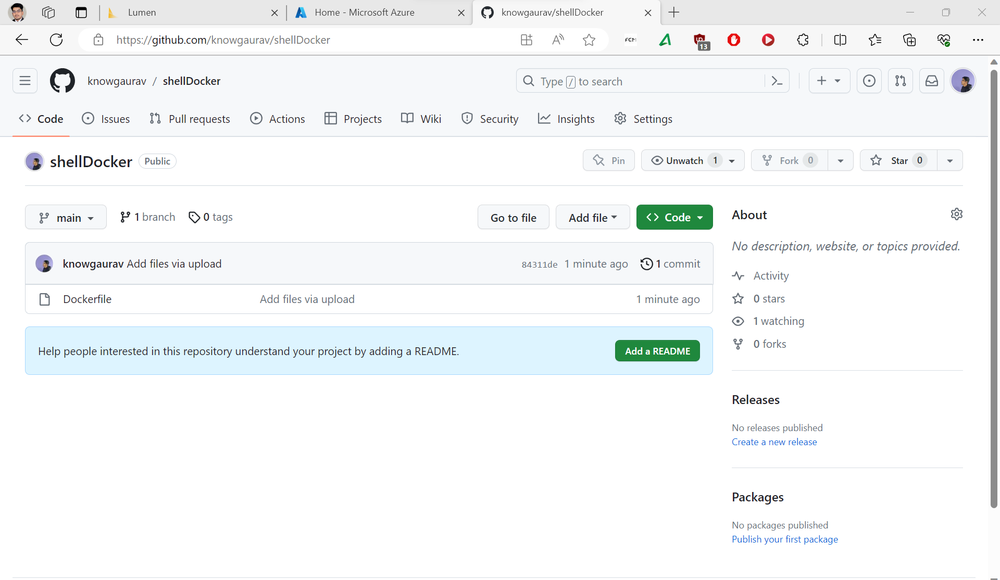 Lumen
Home - Microsoft Azure
knowgaurav/shellDocker
https://github.com/knowgaurav/shellDocker
FCM
13
knowgaurav / shellDocker
Type / to search
Code
Issues
Pull requests
Actions
Projects
Wiki
Security
Insights
Settings
shellDocker Public
Pin
Unwatch 1
Fork 0
Star 0
main
1 branch
0 tags
Go to file
Add file
Code
knowgaurav Add files via upload
84311de 1 minute ago
1 commit
Dockerfile
Add files via upload
1 minute ago
Help people interested in this repository understand your project by adding a README.
Add a README
About
No description, website, or topics provided.
Activity
0 stars
1 watching
0 forks
Releases
No releases published
Create a new release
Packages
No packages published
Publish your first package